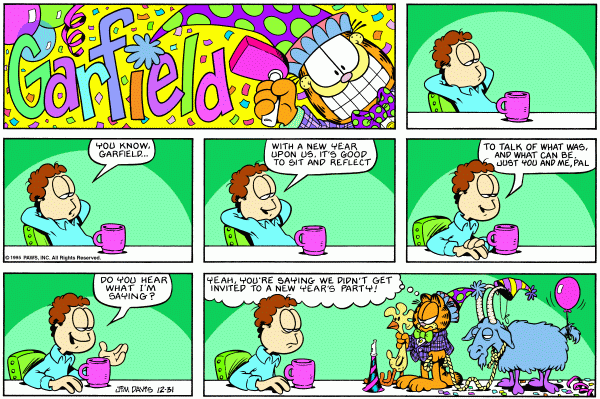 Garfield
YOU KNOW,
GARFIELD...
© 1995 PAWS, INC. All Rights Reserved.
WITH A NEW YEAR
UPON US, IT'S GOOD
TO SIT AND REFLECT
TO TALK OF WHAT WAS,
AND WHAT CAN BE.
JUST YOU AND ME, PAL
DO YOU HEAR
WHAT I'M
SAYING?
JIM DAVIS 12-31
YEAH, YOU'RE SAYING WE DIDN'T GET
INVITED TO A NEW YEAR'S PARTY!